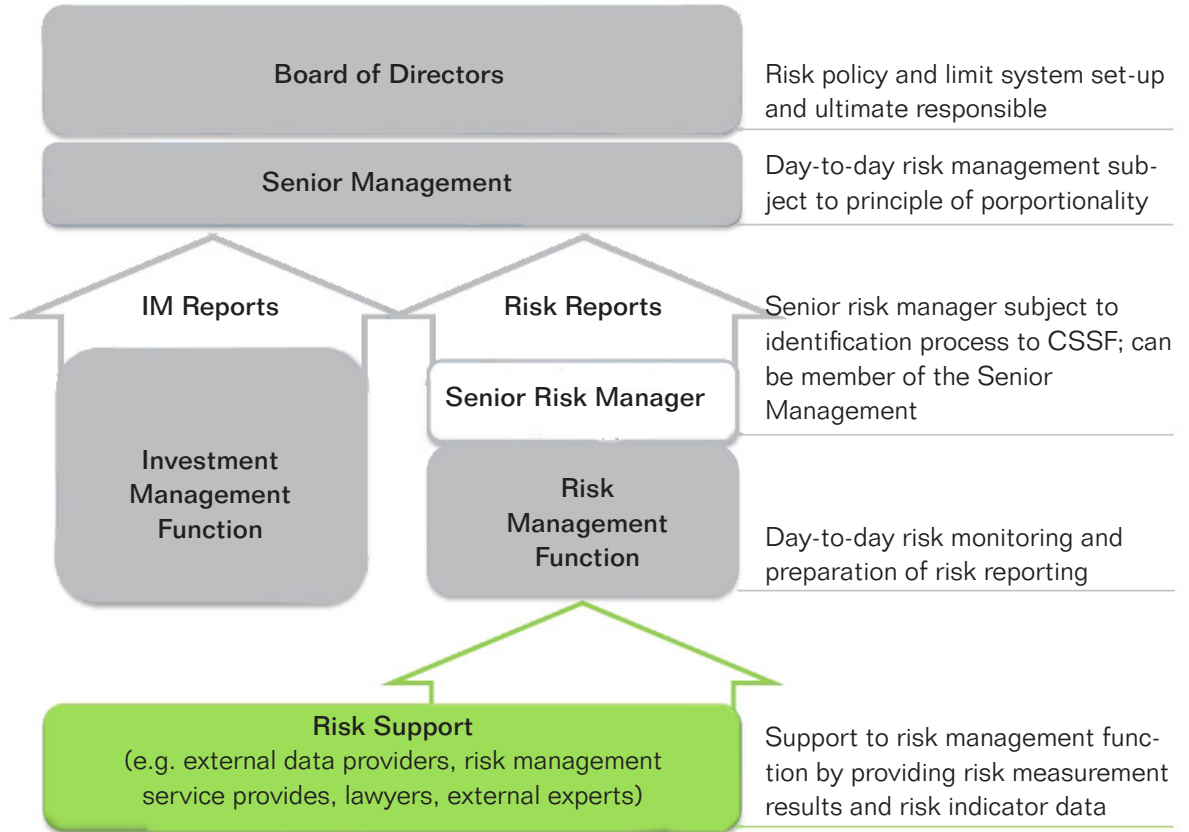 Board of Directors
Risk policy and limit system set-up
and ultimate responsible
Senior Management
Day-to-day risk management sub-
ject to principle of porportionality
IM Reports
Risk Reports
Senior risk manager subject to
identification process to CSSF; can
be member of the Senior
Management
Senior Risk Manager
Investment
Management
Function
Risk
Management
Function
Day-to-day risk monitoring and
preparation of risk reporting
Risk Support
(e.g. external data providers, risk management
service provides, lawyers, external experts)
Support to risk management func-
tion by providing risk measurement
results and risk indicator data